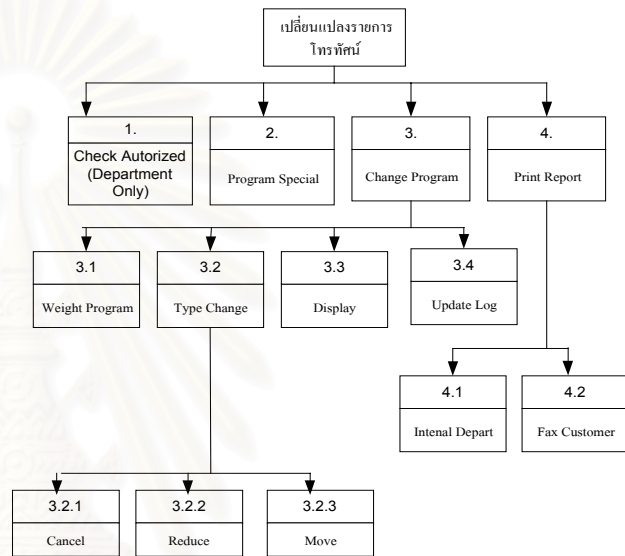 เปลี่ยนแปลงรายการ
โทรทัศน์
1.
Check Autorized
(Department
Only)
2.
Program Special
3.
Change Program
4.
Print Report
3.1
Weight Program
3.2
Type Change
3.3
Display
3.4
Update Log
4.1
Intenal Depart
4.2
Fax Customer
3.2.1
Cancel
3.2.2
Reduce
3.2.3
Move